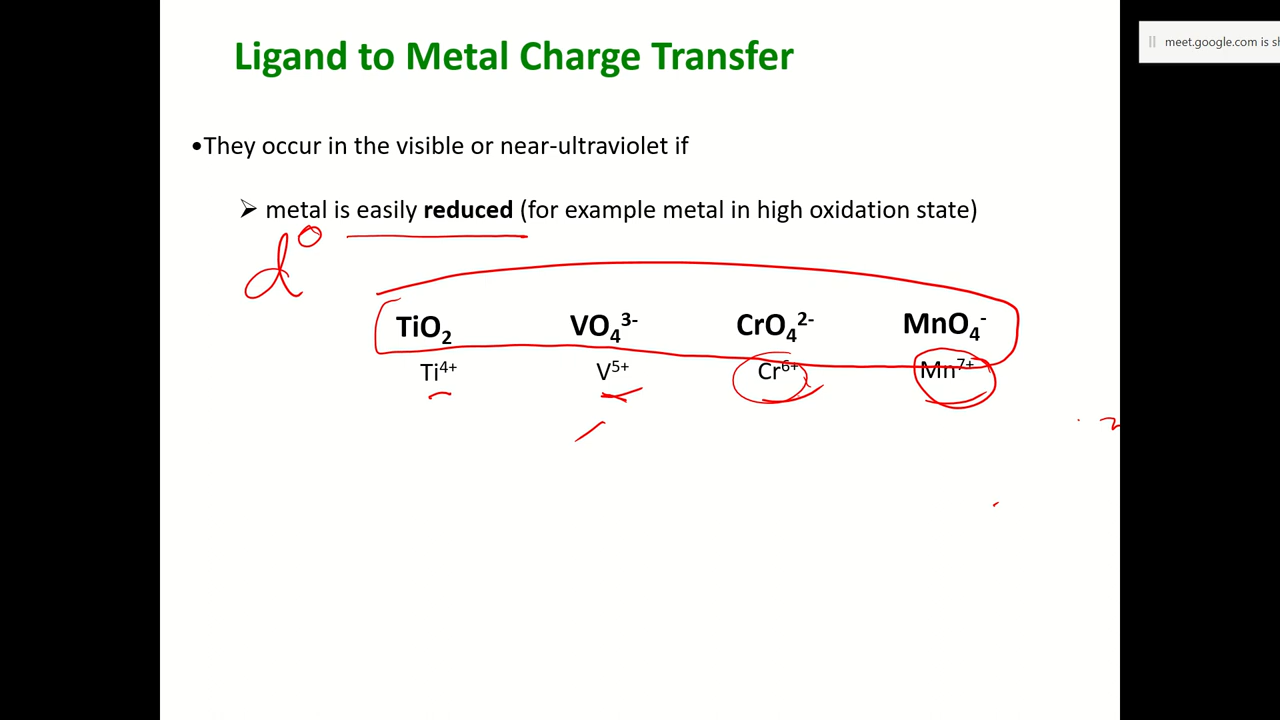 Ligand to Metal Charge Transfer
meet.google.com is sh
•They occur in the visible or near-ultraviolet if
➢ metal is easily reduced (for example metal in high oxidation state)
d⁰
TiO₂ VO₄³⁻ CrO₄²⁻ MnO₄⁻
Ti⁴⁺ V⁵⁺ Cr⁶⁺ Mn⁷⁺